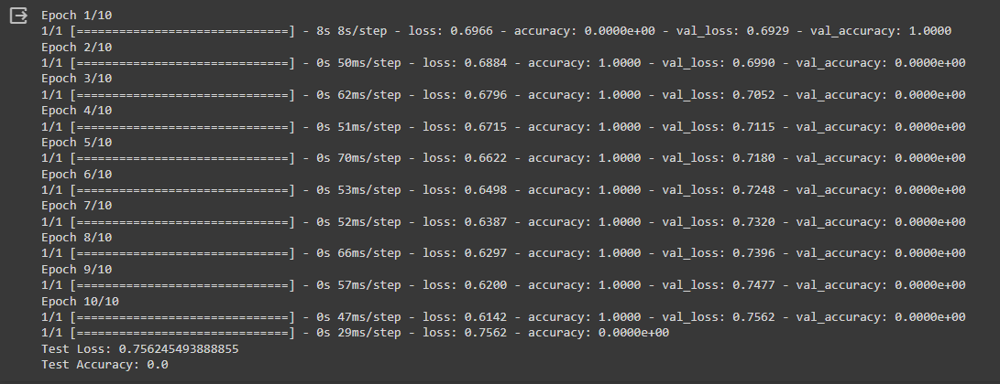 Epoch 1/10
1/1 [==============================] - 8s 8s/step - loss: 0.6966 - accuracy: 0.0000e+00 - val_loss: 0.6929 - val_accuracy: 1.0000
Epoch 2/10
1/1 [==============================] - 0s 50ms/step - loss: 0.6884 - accuracy: 1.0000 - val_loss: 0.6990 - val_accuracy: 0.0000e+00
Epoch 3/10
1/1 [==============================] - 0s 62ms/step - loss: 0.6796 - accuracy: 1.0000 - val_loss: 0.7052 - val_accuracy: 0.0000e+00
Epoch 4/10
1/1 [==============================] - 0s 51ms/step - loss: 0.6715 - accuracy: 1.0000 - val_loss: 0.7115 - val_accuracy: 0.0000e+00
Epoch 5/10
1/1 [==============================] - 0s 70ms/step - loss: 0.6622 - accuracy: 1.0000 - val_loss: 0.7180 - val_accuracy: 0.0000e+00
Epoch 6/10
1/1 [==============================] - 0s 53ms/step - loss: 0.6498 - accuracy: 1.0000 - val_loss: 0.7248 - val_accuracy: 0.0000e+00
Epoch 7/10
1/1 [==============================] - 0s 52ms/step - loss: 0.6387 - accuracy: 1.0000 - val_loss: 0.7320 - val_accuracy: 0.0000e+00
Epoch 8/10
1/1 [==============================] - 0s 66ms/step - loss: 0.6297 - accuracy: 1.0000 - val_loss: 0.7396 - val_accuracy: 0.0000e+00
Epoch 9/10
1/1 [==============================] - 0s 57ms/step - loss: 0.6200 - accuracy: 1.0000 - val_loss: 0.7477 - val_accuracy: 0.0000e+00
Epoch 10/10
1/1 [==============================] - 0s 47ms/step - loss: 0.6142 - accuracy: 1.0000 - val_loss: 0.7562 - val_accuracy: 0.0000e+00
1/1 [==============================] - 0s 29ms/step - loss: 0.7562 - accuracy: 0.0000e+00
Test Loss: 0.756245493888855
Test Accuracy: 0.0